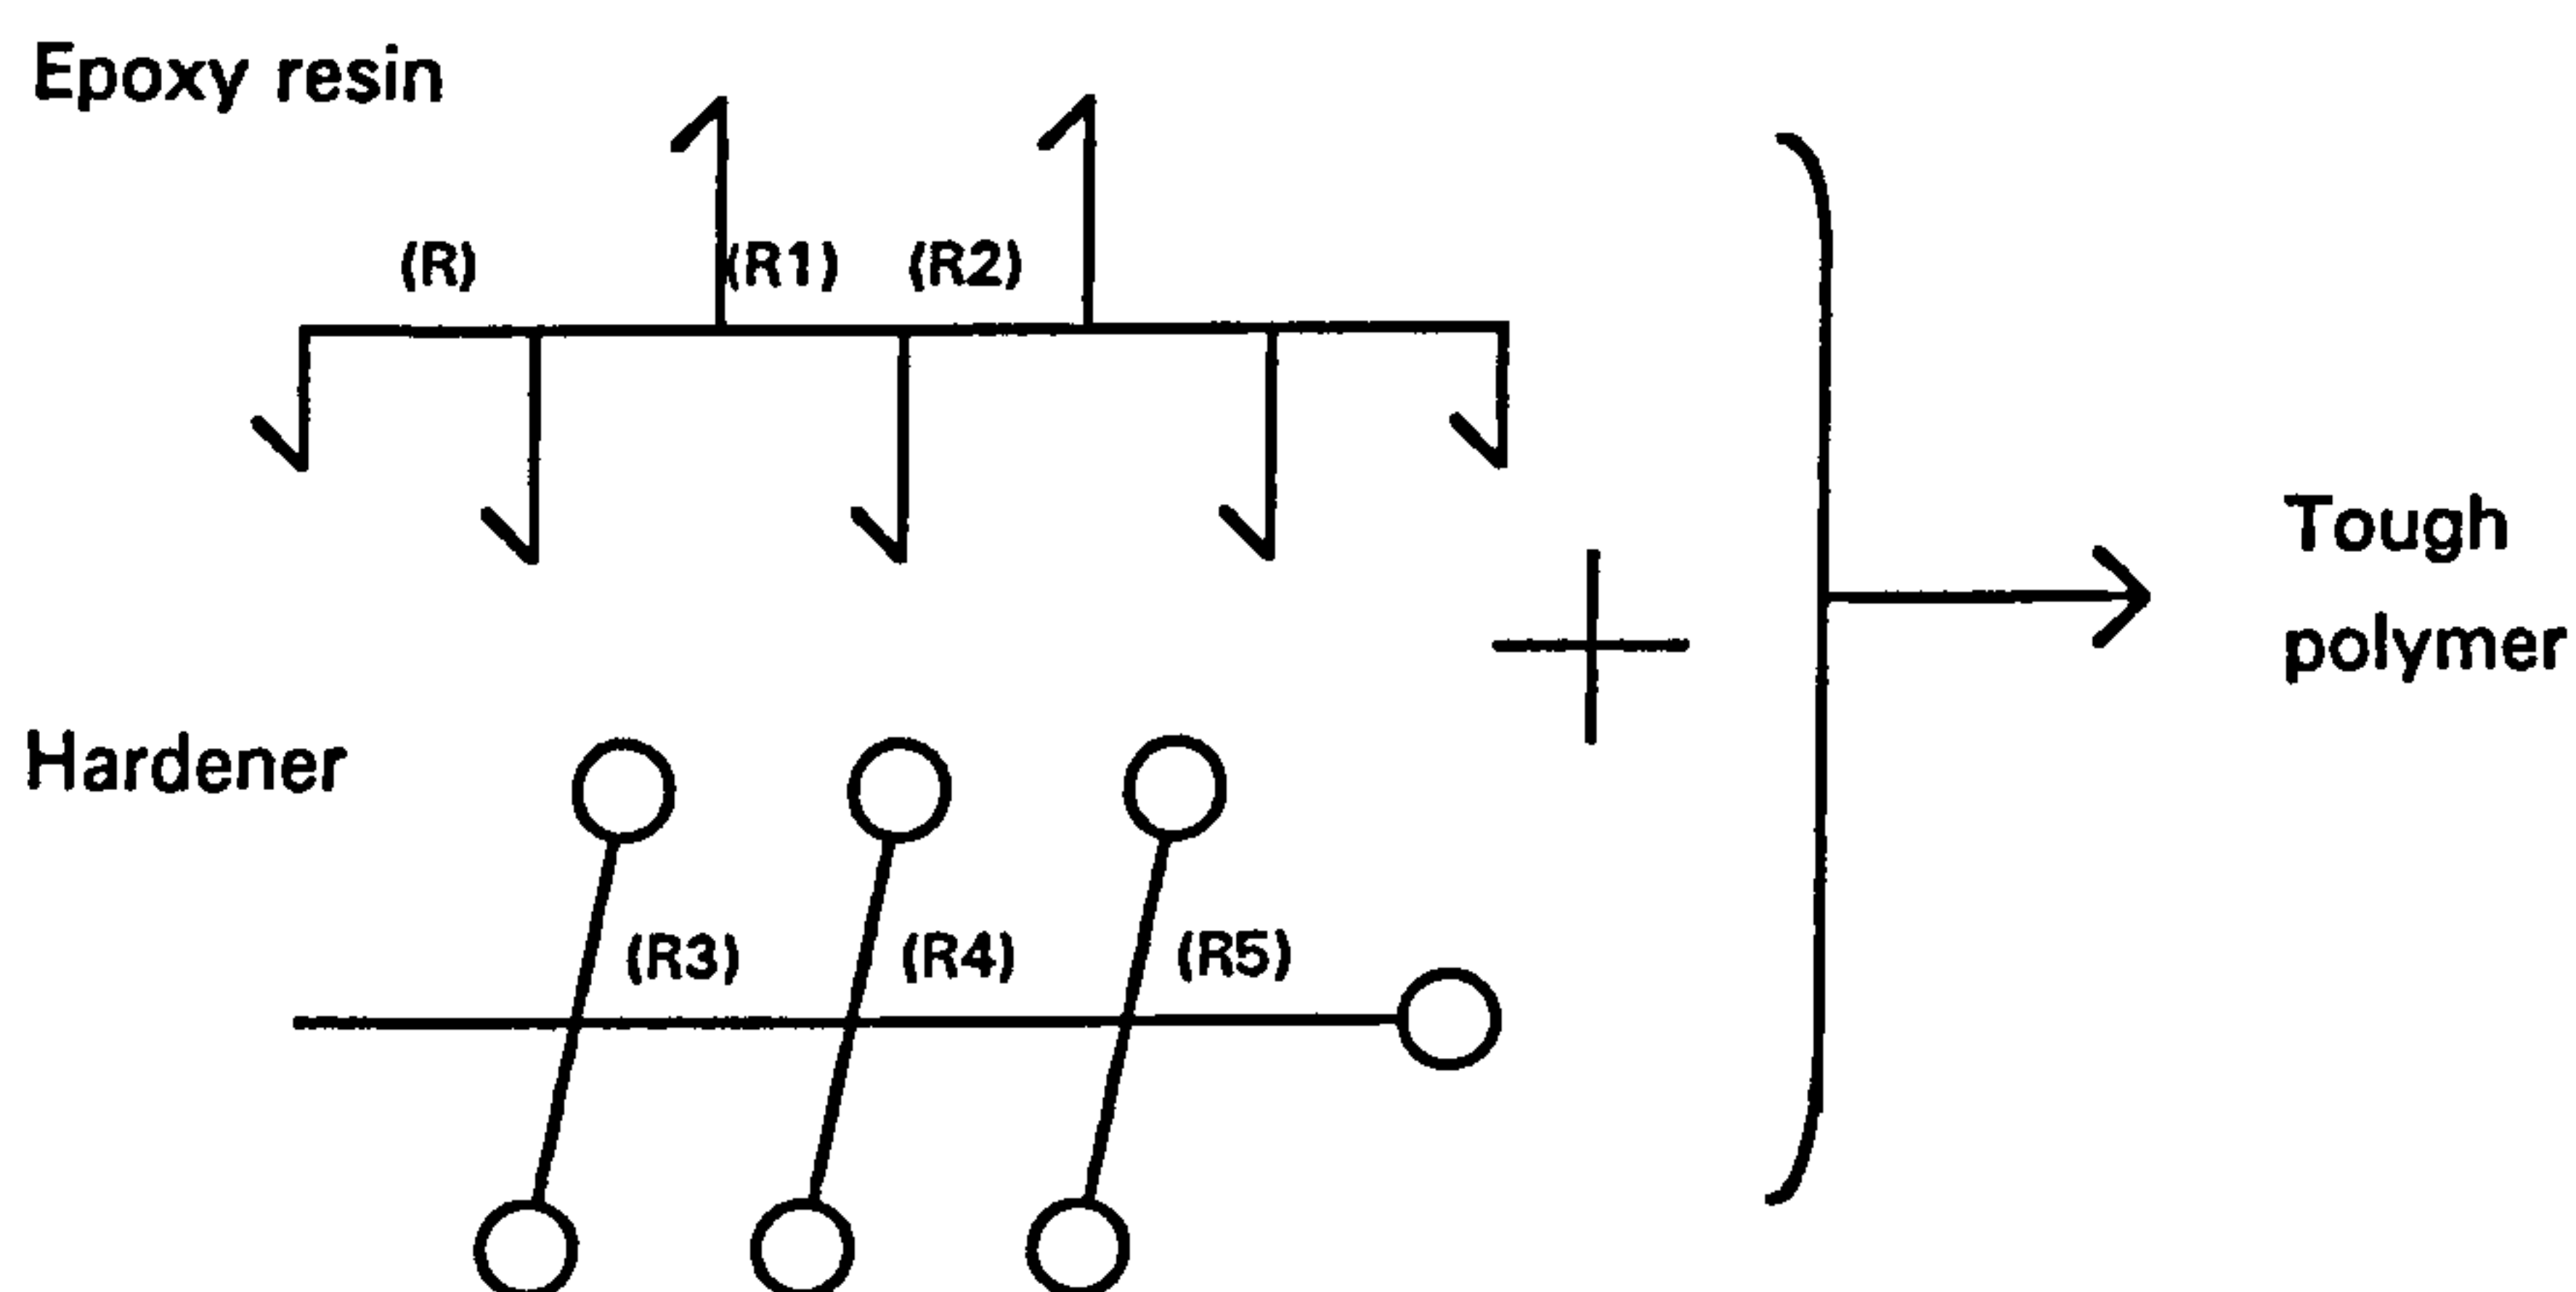 Epoxy resin
(R) (R1) (R2)
Tough
polymer
Hardener
(R3) (R4) (R5)